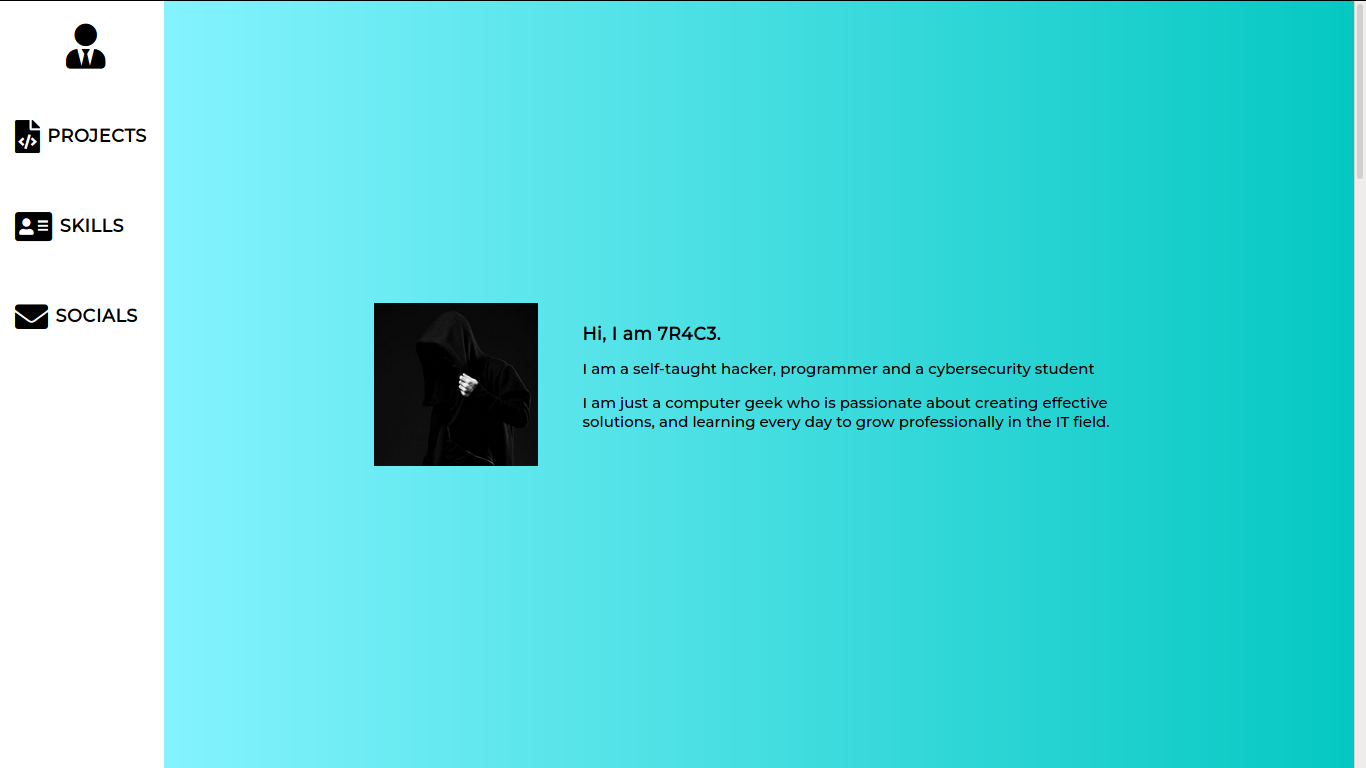 PROJECTS
SKILLS
SOCIALS
Hi, I am 7R4C3.
I am a self-taught hacker, programmer and a cybersecurity student
I am just a computer geek who is passionate about creating effective
solutions, and learning every day to grow professionally in the IT field.